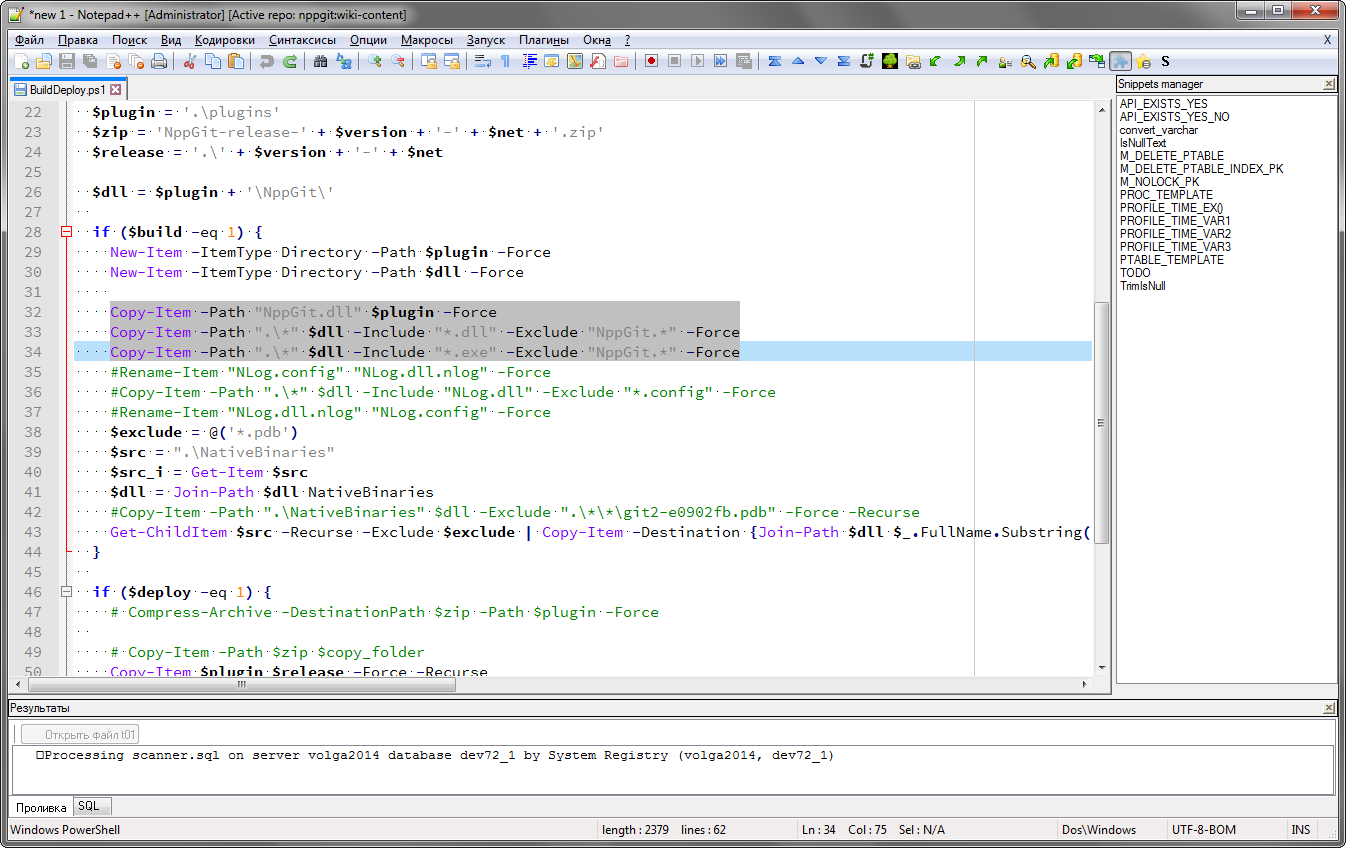 *new 1 - Notepad++ [Administrator] [Active repo: nppgit:wiki-content]
Файл Правка Поиск Вид Кодировки Синтаксисы Опции Макросы Запуск Плагины Окна ? X
BuildDeploy.ps1
Snippets manager
22 $plugin = '.\plugins'
23 $zip = 'NppGit-release-' + $version + '-' + $net + '.zip'
24 $release = '.\' + $version + '-' + $net
25
26 $dll = $plugin + '\NppGit\'
27
28 if ($build -eq 1) {
29 New-Item -ItemType Directory -Path $plugin -Force
30 New-Item -ItemType Directory -Path $dll -Force
31
32 Copy-Item -Path "NppGit.dll" $plugin -Force
33 Copy-Item -Path ".\*" $dll -Include "*.dll" -Exclude "NppGit.*" -Force
34 Copy-Item -Path ".\*" $dll -Include "*.exe" -Exclude "NppGit.*" -Force
35 #Rename-Item "NLog.config" "NLog.dll.nlog" -Force
36 #Copy-Item -Path ".\*" $dll -Include "NLog.dll" -Exclude "*.config" -Force
37 #Rename-Item "NLog.dll.nlog" "NLog.config" -Force
38 $exclude = @('*.pdb')
39 $src = ".\NativeBinaries"
40 $src_i = Get-Item $src
41 $dll = Join-Path $dll NativeBinaries
42 #Copy-Item -Path ".\NativeBinaries" $dll -Exclude ".\*\*\git2-e0902fb.pdb" -Force -Recurse
43 Get-ChildItem $src -Recurse -Exclude $exclude | Copy-Item -Destination {Join-Path $dll $_.FullName.Substring(
44 }
45
46 if ($deploy -eq 1) {
47 # Compress-Archive -DestinationPath $zip -Path $plugin -Force
48
49 # Copy-Item -Path $zip $copy_folder
50 Copy-Item $plugin $release -Force -Recurse
API_EXISTS_YES
API_EXISTS_YES_NO
convert_varchar
IsNullText
M_DELETE_PTABLE
M_DELETE_PTABLE_INDEX_PK
M_NOLOCK_PK
PROC_TEMPLATE
PROFILE_TIME_EX()
PROFILE_TIME_VAR1
PROFILE_TIME_VAR2
PROFILE_TIME_VAR3
PTABLE_TEMPLATE
TODO
TrimIsNull
Результаты
Открыть файл t01
Processing scanner.sql on server volga2014 database dev72_1 by System Registry (volga2014, dev72_1)
Проливка SQL
Windows PowerShell length : 2379 lines : 62 Ln : 34 Col : 75 Sel : N/A Dos\Windows UTF-8-BOM INS